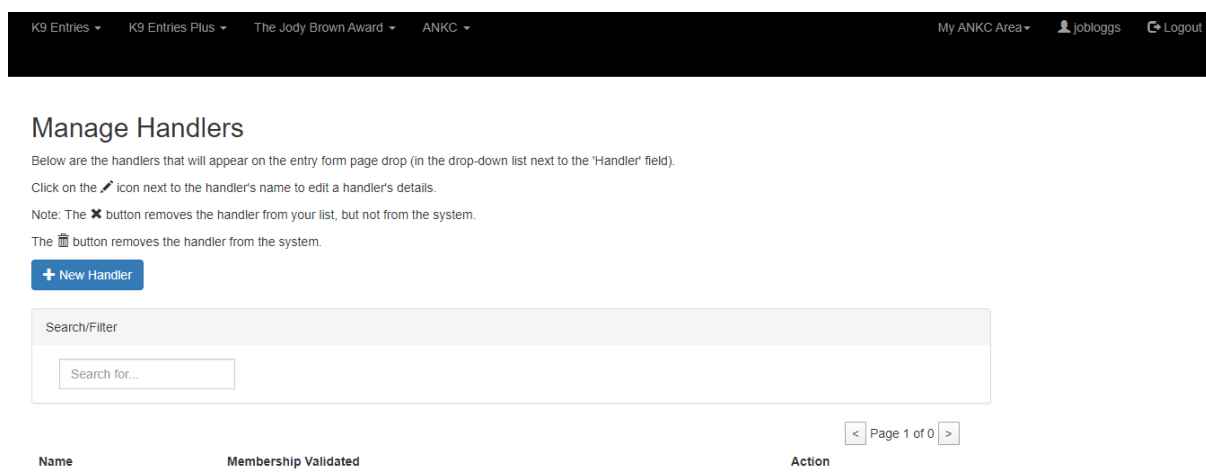 K9 Entries K9 Entries Plus The Jody Brown Award ANKC My ANKC Area jobloggs Logout
Manage Handlers
Below are the handlers that will appear on the entry form page drop (in the drop-down list next to the 'Handler' field).
Click on the icon next to the handler's name to edit a handler's details.
Note: The button removes the handler from your list, but not from the system.
The button removes the handler from the system.
+ New Handler
Search/Filter
Search for...
< Page 1 of 0 >
Name Membership Validated Action